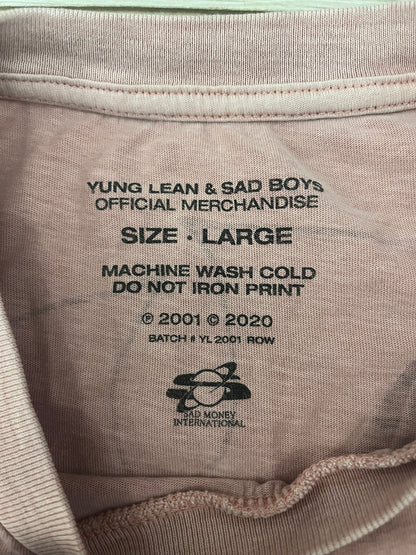 YUNG LEAN & SAD BOYS
OFFICIAL MERCHANDISE
SIZE · LARGE
MACHINE WASH COLD
DO NOT IRON PRINT
℗ 2001 © 2020
BATCH # YL 2001 ROW
SAD MONEY
INTERNATIONAL